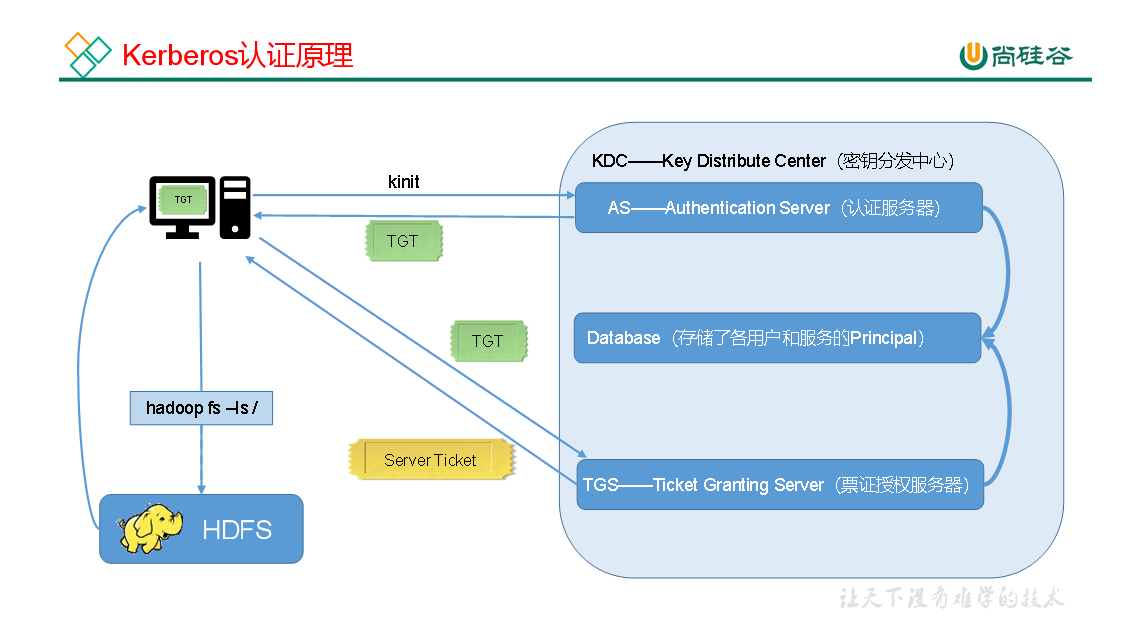 Kerberos认证原理
尚硅谷
KDC——Key Distribute Center（密钥分发中心）
kinit
TGT
AS——Authentication Server（认证服务器）
TGT
TGT
Database（存储了各用户和服务的Principal）
hadoop fs –ls /
Server Ticket
TGS——Ticket Granting Server（票证授权服务器）
HDFS
让天下没有难学的技术